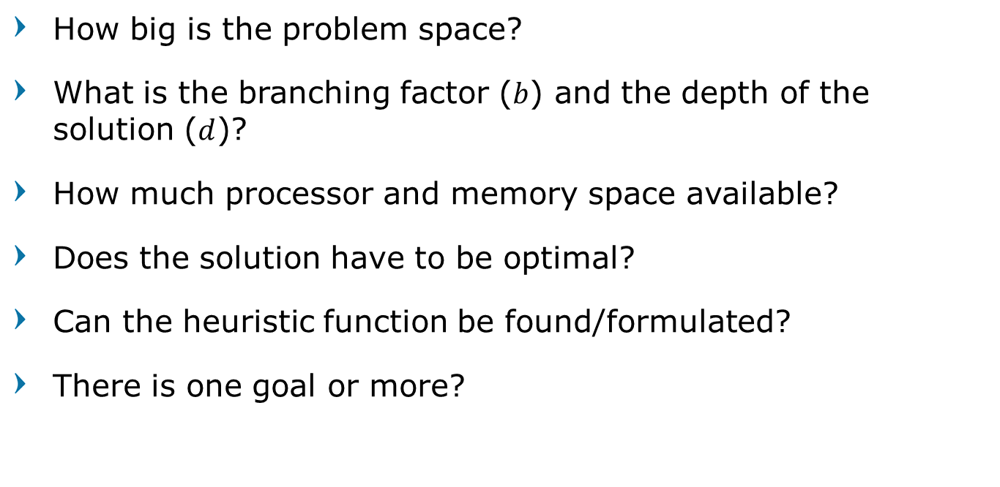 How big is the problem space?
What is the branching factor (b) and the depth of the
solution (d)?
How much processor and memory space available?
Does the solution have to be optimal?
Can the heuristic function be found/formulated?
There is one goal or more?